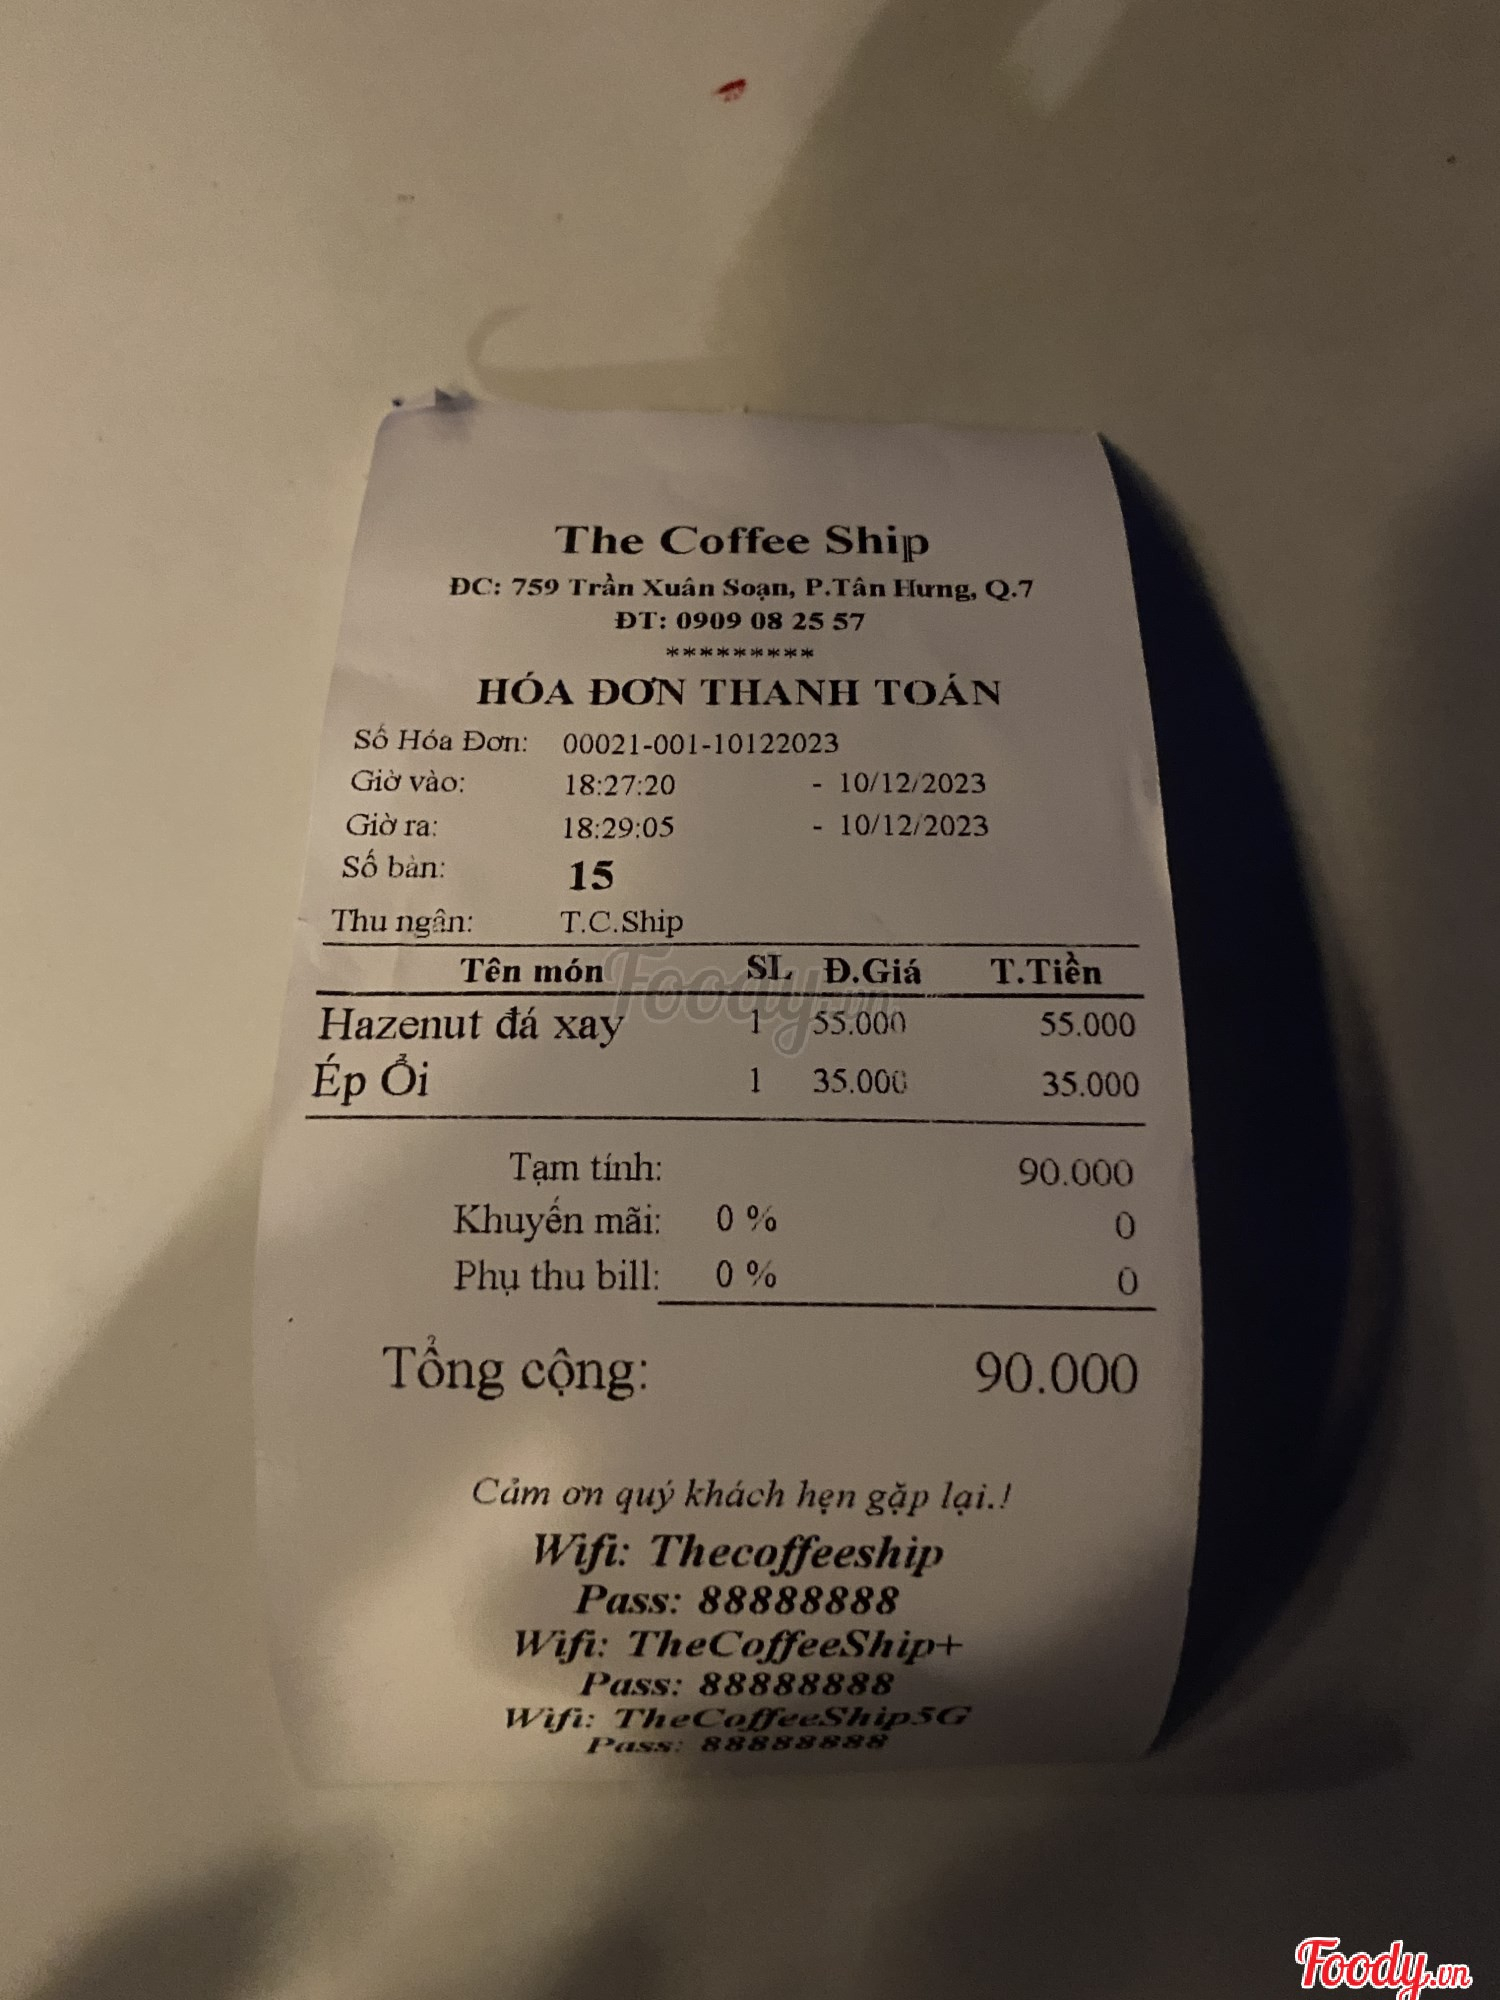 The Coffee Ship
ĐC: 759 Trần Xuân Soạn, P.Tân Hưng, Q.7
ĐT: 0909 08 25 57
*********
HÓA ĐƠN THANH TOÁN
Số Hóa Đơn: 00021-001-10122023
Giờ vào: 18:27:20 - 10/12/2023
Giờ ra: 18:29:05 - 10/12/2023
Số bàn: 15
Thu ngân: T.C.Ship
Tên món SL Đ.Giá T.Tiền
Hazenut đá xay 1 55.000 55.000
Ép Ổi 1 35.000 35.000
Tạm tính: 90.000
Khuyến mãi: 0 % 0
Phụ thu bill: 0 % 0
Tổng cộng: 90.000
Cảm ơn quý khách hẹn gặp lại.!
Wifi: Thecoffeeship
Pass: 88888888
Wifi: TheCoffeeShip+
Pass: 88888888
Wifi: TheCoffeeShip5G
Pass: 88888888
Foody.vn
Foody.vn